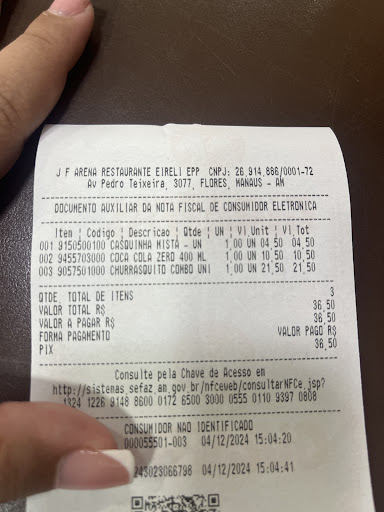 J F ARENA RESTAURANTE EIRELI EPP CNPJ: 26.914.886/0001-72
Av Pedro Teixeira, 3077, FLORES, MANAUS - AM
DOCUMENTO AUXILIAR DA NOTA FISCAL DE CONSUMIDOR ELETRONICA
Item | Codigo | Descricao | Qtde | UN | Vl Unit | Vl Tot
001 9150500100 CASQUINHA MISTA - UN 1,00 UN 04,50 04,50
002 9455703000 COCA COLA ZERO 400 ML 1,00 UN 10,50 10,50
003 9057501000 CHURRASQUITO COMBO UNI 1,00 UN 21,50 21,50
QTDE. TOTAL DE ITENS 3
VALOR TOTAL R$ 36,50
VALOR A PAGAR R$ 36,50
FORMA PAGAMENTO VALOR PAGO R$
PIX 36,50
Consulte pela Chave de Acesso em
http://sistemas.sefaz.am.gov.br/nfceweb/consultarNFCe.jsp?
1324 1226 9148 8600 0172 6500 3000 0555 0110 9397 0808
CONSUMIDOR NAO IDENTIFICADO
000055501-003 04/12/2024 15:04:20
243023066798 04/12/2024 15:04:41